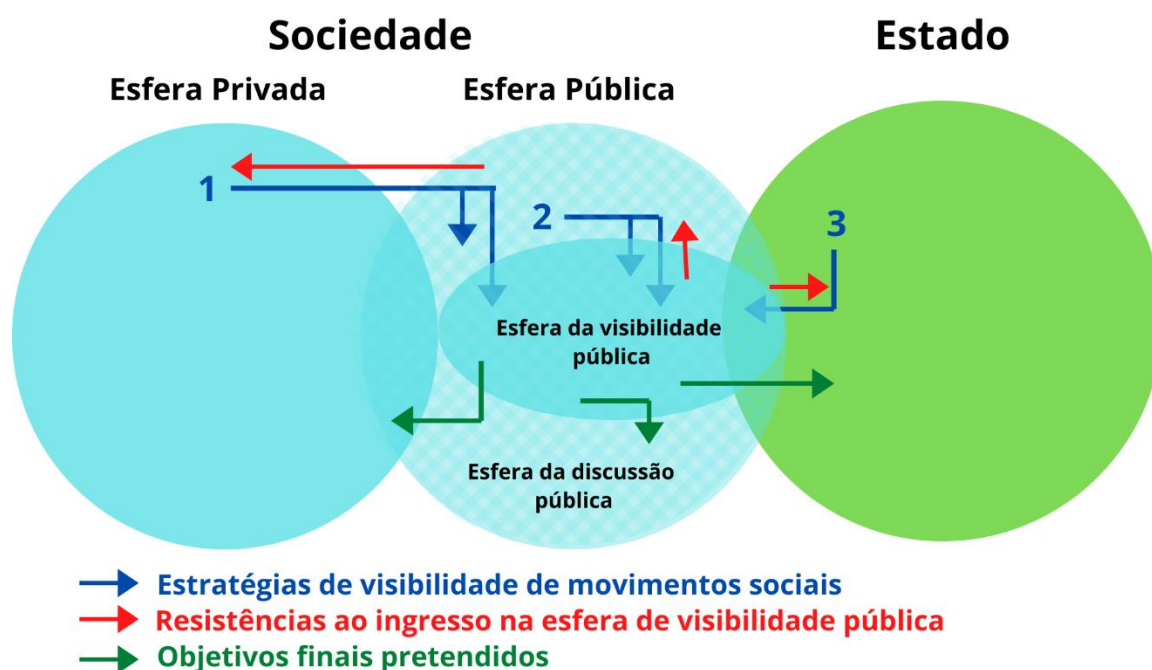 Sociedade
Estado
Esfera Privada
Esfera Pública
1
2
3
Esfera da visibilidade
pública
Esfera da discussão
pública
Estratégias de visibilidade de movimentos sociais
Resistências ao ingresso na esfera de visibilidade pública
Objetivos finais pretendidos